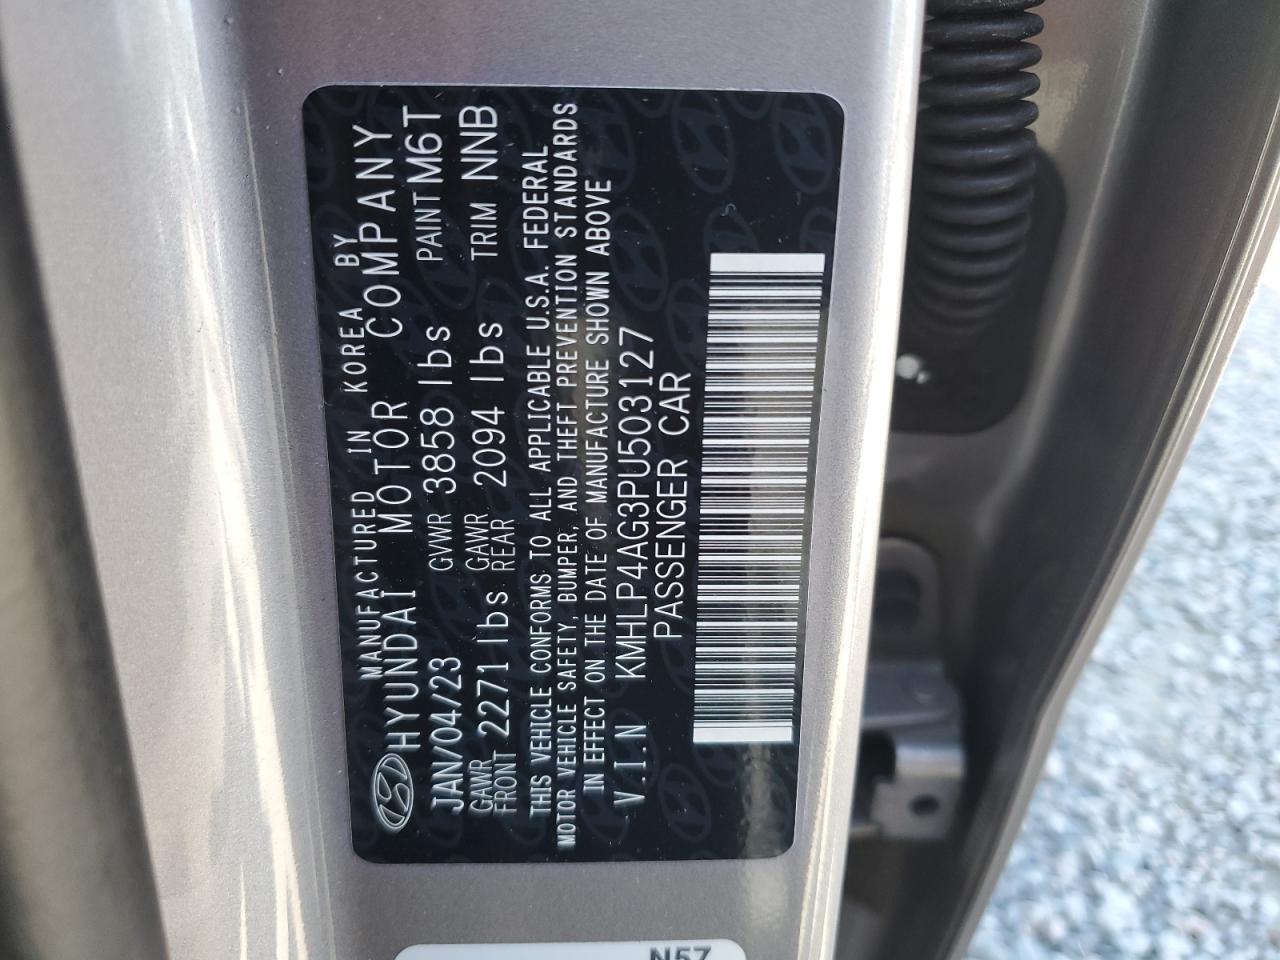 MANUFACTURED IN KOREA BY
HYUNDAI MOTOR COMPANY
JAN/04/23 GVWR 3858 lbs PAINT M6T
GAWR FRONT 2271 lbs GAWR REAR 2094 lbs TRIM NNB
THIS VEHICLE CONFORMS TO ALL APPLICABLE U.S.A. FEDERAL
MOTOR VEHICLE SAFETY, BUMPER, AND THEFT PREVENTION STANDARDS
IN EFFECT ON THE DATE OF MANUFACTURE SHOWN ABOVE
V.I.N KMHLP4AG3PU503127
PASSENGER CAR
N57